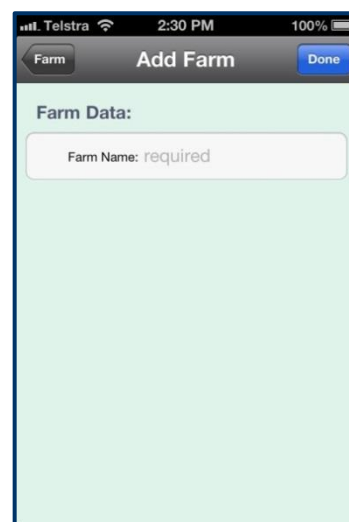 Telstra 2:30 PM 100%
Farm Add Farm Done
Farm Data:
Farm Name: required